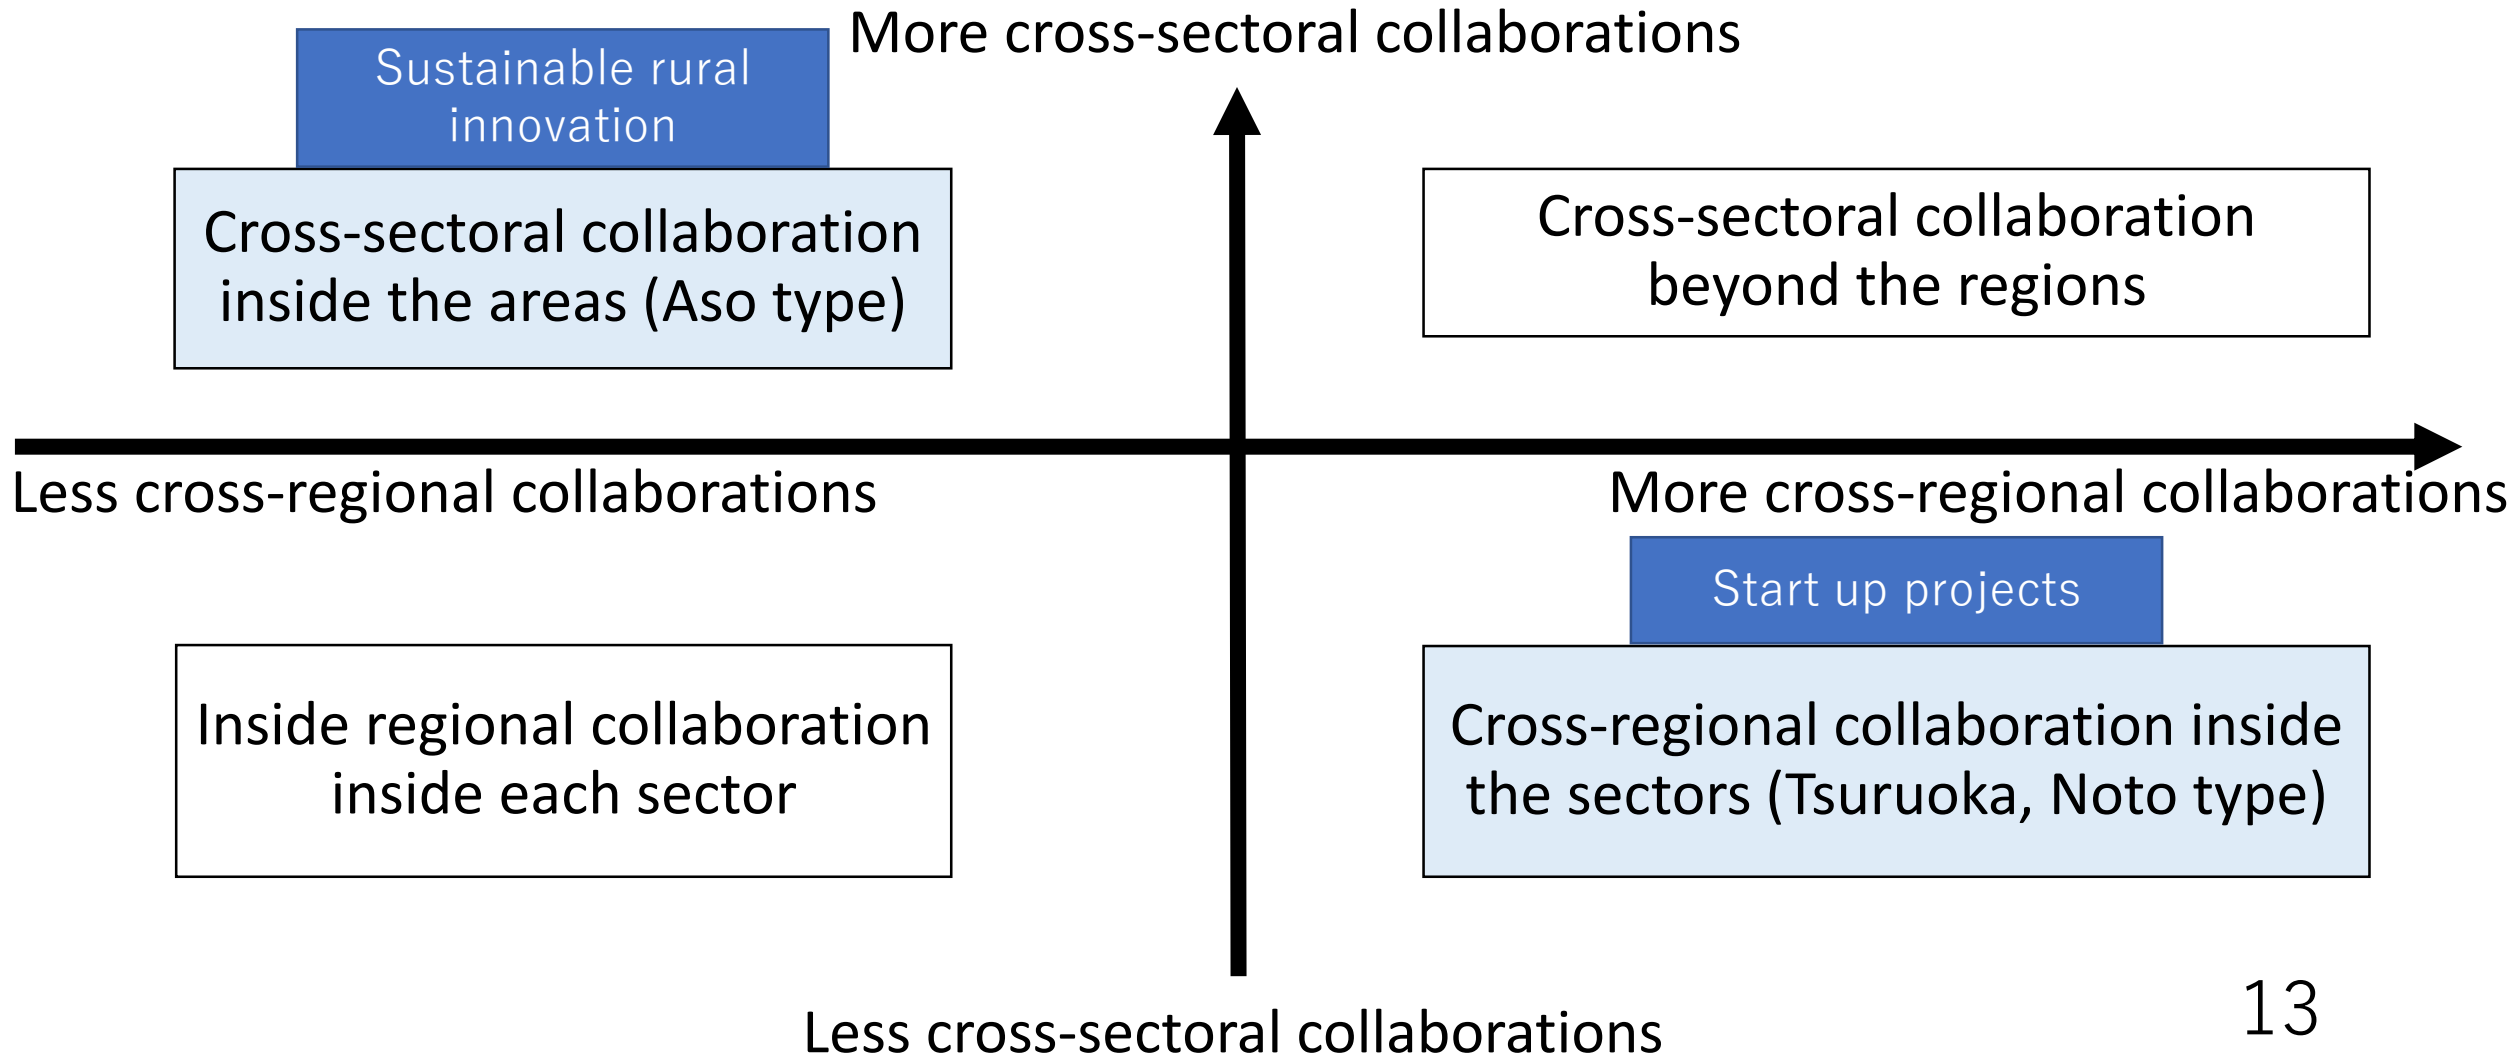 More cross-sectoral collaborations
Sustainable rural
innovation
Cross-sectoral collaboration
inside the areas (Aso type)
Cross-sectoral collaboration
beyond the regions
Less cross-regional collaborations
More cross-regional collaborations
Start up projects
Inside regional collaboration
inside each sector
Cross-regional collaboration inside
the sectors (Tsuruoka, Noto type)
13
Less cross-sectoral collaborations